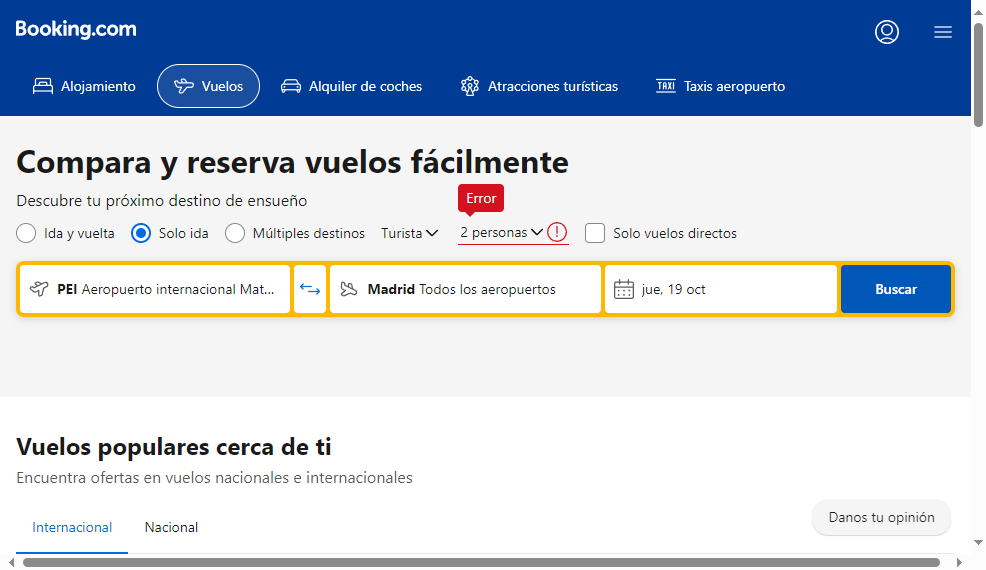 Booking.com
Alojamiento Vuelos Alquiler de coches Atracciones turísticas TAXI Taxis aeropuerto
Compara y reserva vuelos fácilmente
Descubre tu próximo destino de ensueño
Error
Ida y vuelta Solo ida Múltiples destinos Turista 2 personas Solo vuelos directos
PEI Aeropuerto internacional Mat... Madrid Todos los aeropuertos jue, 19 oct Buscar
Vuelos populares cerca de ti
Encuentra ofertas en vuelos nacionales e internacionales
Danos tu opinión
Internacional Nacional